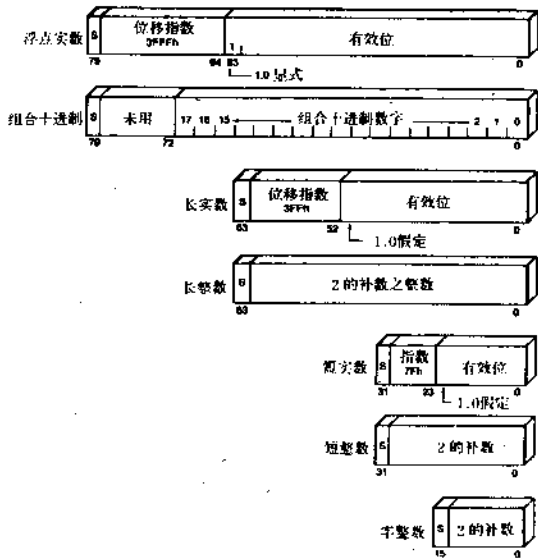 浮点实数 S 位移指数 3FFFh 1 有效位
79 64 63 1.0 显式 0
组合十进制 S 未用 17 16 15 组合十进制数字 2 1 0
79 72 0
长实数 S 位移指数 3FFh 有效位
63 52 1.0假定 0
长整数 S 2的补数之整数
63 0
短实数 S 指数 7Fh 有效位
31 23 1.0假定 0
短整数 S 2的补数
31 0
字整数 S 2的补数
15 0